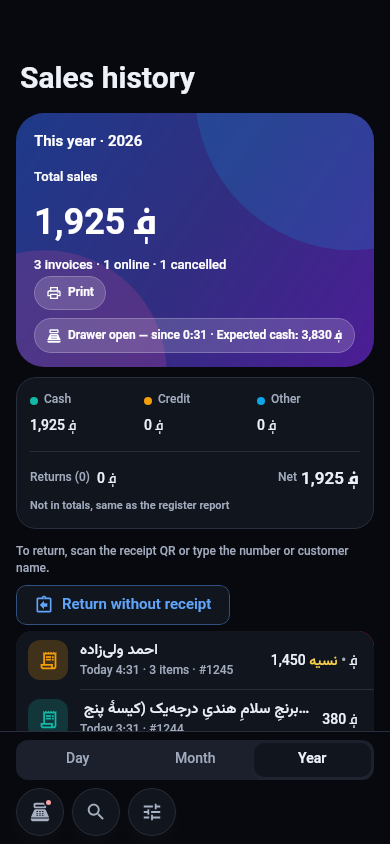 Sales history
This year · 2026
Total sales
1,925 ؋
3 invoices · 1 online · 1 cancelled
Print
Drawer open — since 0:31 · Expected cash: 3,830 ؋
Cash
Credit
Other
1,925 ؋
0 ؋
0 ؋
Returns (0) 0 ؋
Net 1,925 ؋
Not in totals, same as the register report
To return, scan the receipt QR or type the number or customer
name.
Return without receipt
احمد ولی‌زاده
1,450 نسیه • ؋
Today 4:31 · 3 items · #1245
برنجِ سلامِ هندیِ درجه‌یک (کیسهٔ پنج…
380 ؋
Today 3:31 · #1244
Day
Month
Year